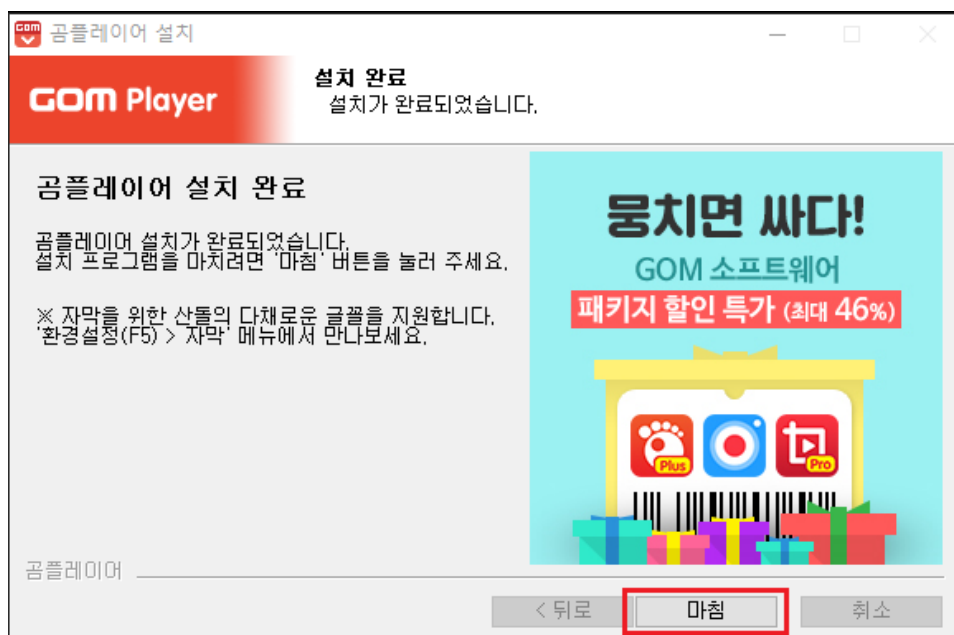 곰플레이어 설치
GOM Player
설치 완료
설치가 완료되었습니다.
곰플레이어 설치 완료
곰플레이어 설치가 완료되었습니다.
설치 프로그램을 마치려면 '마침' 버튼을 눌러 주세요.
※ 자막을 위한 산돌의 다채로운 글꼴을 지원합니다.
'환경설정(F5) > 자막' 메뉴에서 만나보세요.
뭉치면 싸다!
GOM 소프트웨어
패키지 할인 특가 (최대 46%)
Plus
Pro
곰플레이어
< 뒤로
마침
취소